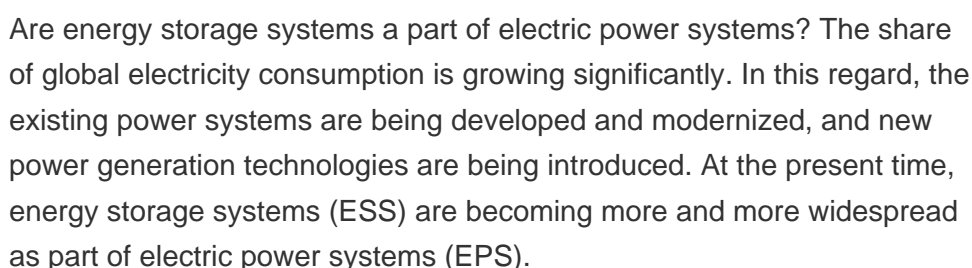 Are energy storage systems a part of electric power systems? The share
of global electricity consumption is growing significantly. In this regard, the
existing power systems are being developed and modernized, and new
power generation technologies are being introduced. At the present time,
energy storage systems (ESS) are becoming more and more widespread
as part of electric power systems (EPS).